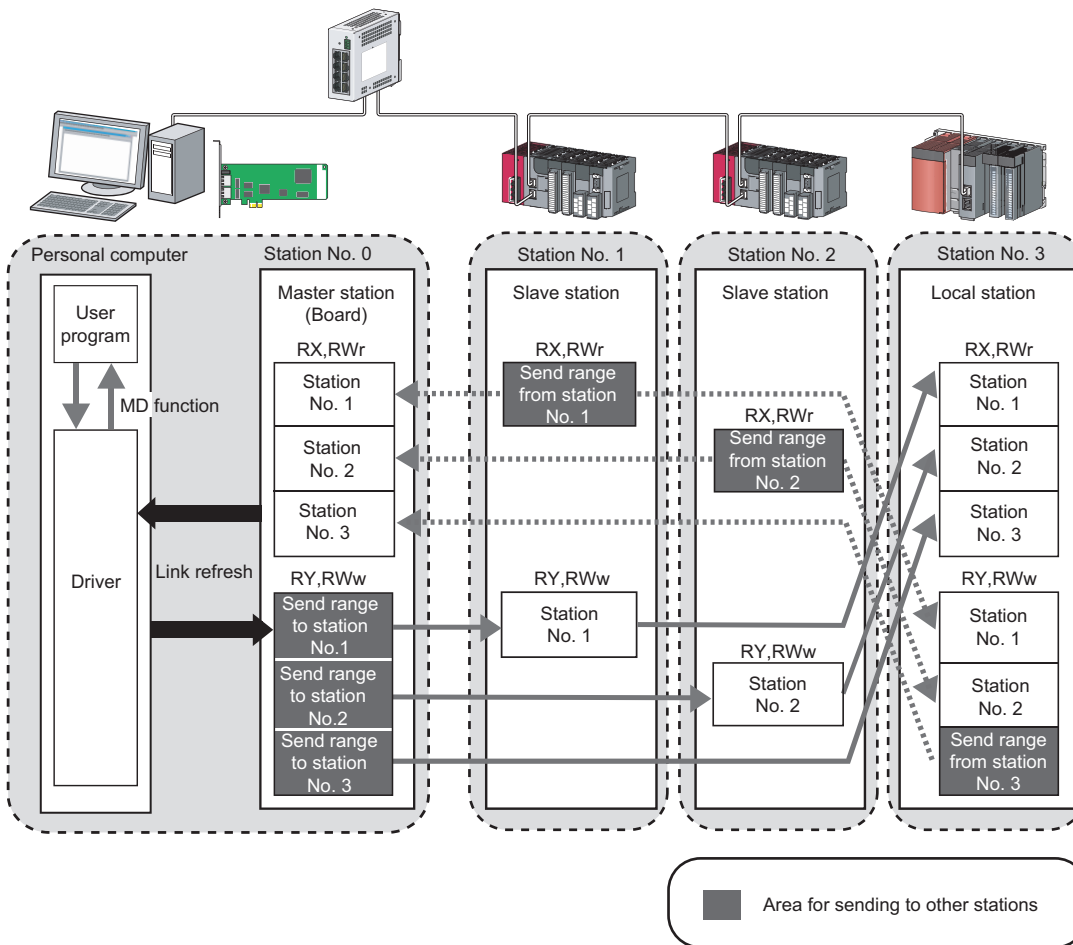 Personal computer
User
program
MD function
Driver
Link refresh
Station No. 0
Master station
(Board)
RX,RWr
Station
No. 1
Station
No. 2
Station
No. 3
RY,RWw
Send range
to station
No.1
Send range
to station
No.2
Send range
to station
No. 3
Station No. 1
Slave station
RX,RWr
Send range
from station
No. 1
RY,RWw
Station
No. 1
Station No. 2
Slave station
RX,RWr
Send range
from station
No. 2
RY,RWw
Station
No. 2
Station No. 3
Local station
RX,RWr
Station
No. 1
Station
No. 2
Station
No. 3
RY,RWw
Station
No. 1
Station
No. 2
Send range
from station
No. 3
Area for sending to other stations